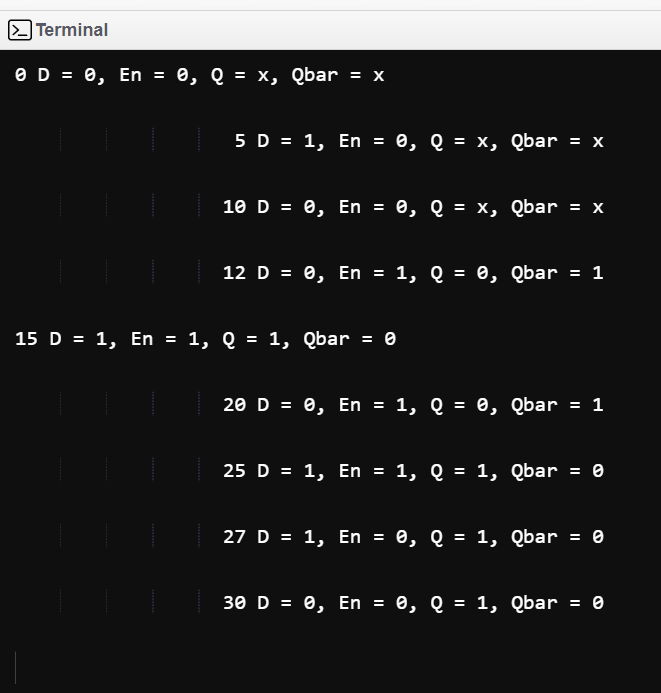 Terminal
0 D = 0, En = 0, Q = x, Qbar = x
5 D = 1, En = 0, Q = x, Qbar = x
10 D = 0, En = 0, Q = x, Qbar = x
12 D = 0, En = 1, Q = 0, Qbar = 1
15 D = 1, En = 1, Q = 1, Qbar = 0
20 D = 0, En = 1, Q = 0, Qbar = 1
25 D = 1, En = 1, Q = 1, Qbar = 0
27 D = 1, En = 0, Q = 1, Qbar = 0
30 D = 0, En = 0, Q = 1, Qbar = 0